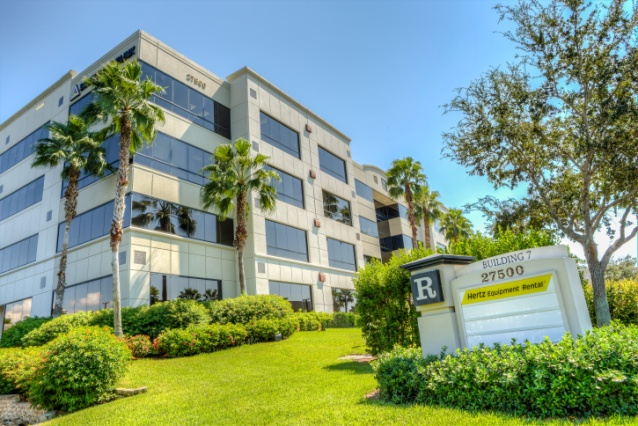 27500
R
BUILDING 7
27500
Hertz Equipment Rental